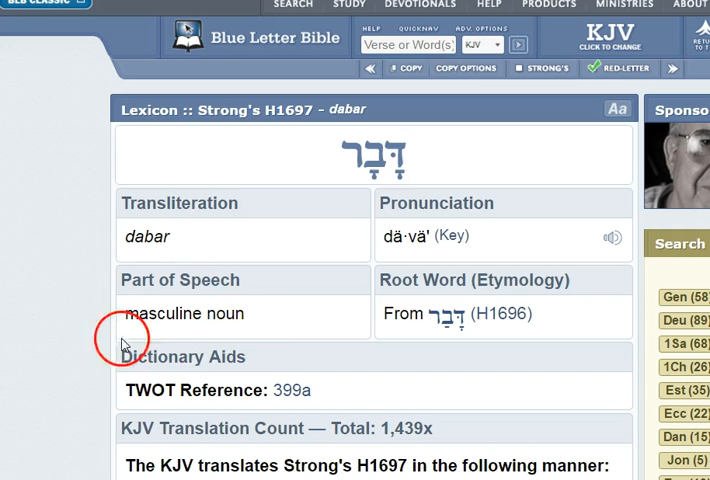 BLB CLASSIC
SEARCH STUDY DEVOTIONALS HELP PRODUCTS MINISTRIES ABOUT
Blue Letter Bible
HELP QUICKNAV ADV. OPTIONS
Verse or Word(s) KJV
KJV
CLICK TO CHANGE
COPY COPY OPTIONS STRONG'S RED-LETTER
Lexicon :: Strong's H1697 - dabar
Aa
דָּבָר
Transliteration
dabar
Pronunciation
dä·vä' (Key)
Part of Speech
masculine noun
Root Word (Etymology)
From דָּבַר (H1696)
Dictionary Aids
TWOT Reference: 399a
KJV Translation Count — Total: 1,439x
The KJV translates Strong's H1697 in the following manner:
Sponso
Search
Gen (58)
Deu (89)
1Sa (68)
1Ch (26)
Est (35)
Ecc (22)
Dan (15)
Jon (5)